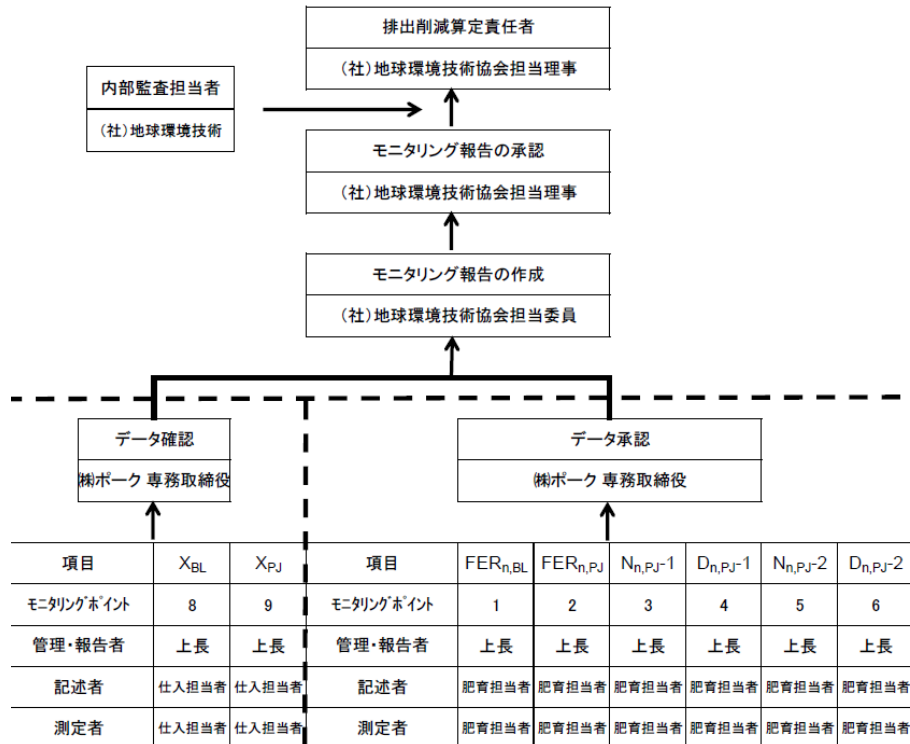 排出削減算定責任者
（社）地球環境技術協会担当理事
内部監査担当者
（社）地球環境技術
モニタリング報告の承認
（社）地球環境技術協会担当理事
モニタリング報告の作成
（社）地球環境技術協会担当委員
データ確認
㈱ポーク 専務取締役
データ承認
㈱ポーク 専務取締役
項目 XBL XPJ 項目 FERn,BL FERn,PJ Nn,PJ-1 Dn,PJ-1 Nn,PJ-2 Dn,PJ-2
ﾓﾆﾀﾘﾝｸﾞﾎﾟｲﾝﾄ 8 9 ﾓﾆﾀﾘﾝｸﾞﾎﾟｲﾝﾄ 1 2 3 4 5 6
管理・報告者 上長 上長 管理・報告者 上長 上長 上長 上長 上長 上長
記述者 仕入担当者 仕入担当者 記述者 肥育担当者 肥育担当者 肥育担当者 肥育担当者 肥育担当者 肥育担当者
測定者 仕入担当者 仕入担当者 測定者 肥育担当者 肥育担当者 肥育担当者 肥育担当者 肥育担当者 肥育担当者